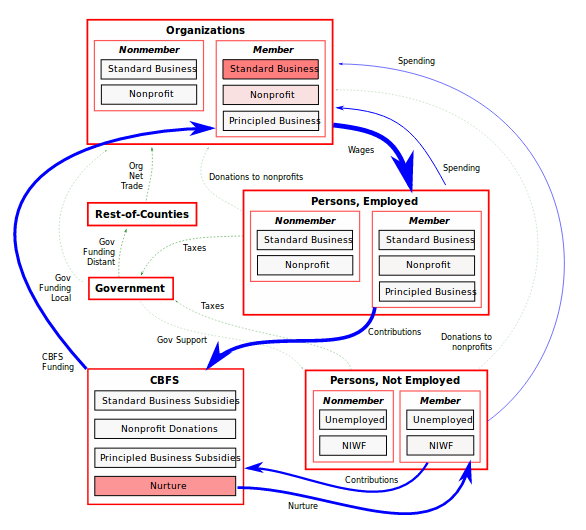 Organizations
Nonmember
Standard Business
Nonprofit
Member
Standard Business
Nonprofit
Principled Business
Spending
Wages
Spending
Org
Net
Trade
Donations to nonprofits
Rest-of-Counties
Persons, Employed
Nonmember
Standard Business
Nonprofit
Member
Standard Business
Nonprofit
Principled Business
Gov
Funding
Distant
Taxes
Gov
Funding
Local
Government
Taxes
Gov Support
Contributions
Donations to
nonprofits
CBFS
Funding
CBFS
Standard Business Subsidies
Nonprofit Donations
Principled Business Subsidies
Nurture
Persons, Not Employed
Nonmember
Unemployed
NIWF
Member
Unemployed
NIWF
Contributions
Nurture